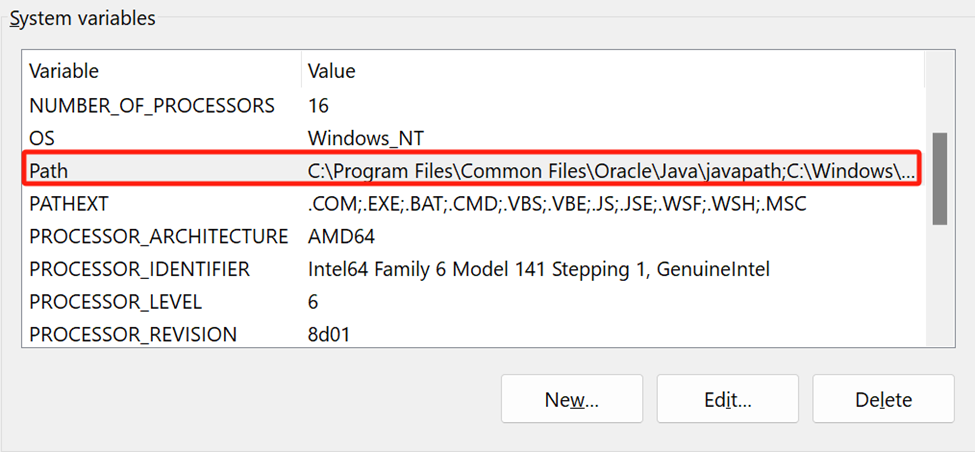 System variables
Variable Value
NUMBER_OF_PROCESSORS 16
OS Windows_NT
Path C:\Program Files\Common Files\Oracle\Java\javapath;C:\Windows\...
PATHEXT .COM;.EXE;.BAT;.CMD;.VBS;.VBE;.JS;.JSE;.WSF;.WSH;.MSC
PROCESSOR_ARCHITECTURE AMD64
PROCESSOR_IDENTIFIER Intel64 Family 6 Model 141 Stepping 1, GenuineIntel
PROCESSOR_LEVEL 6
PROCESSOR_REVISION 8d01
New... Edit... Delete